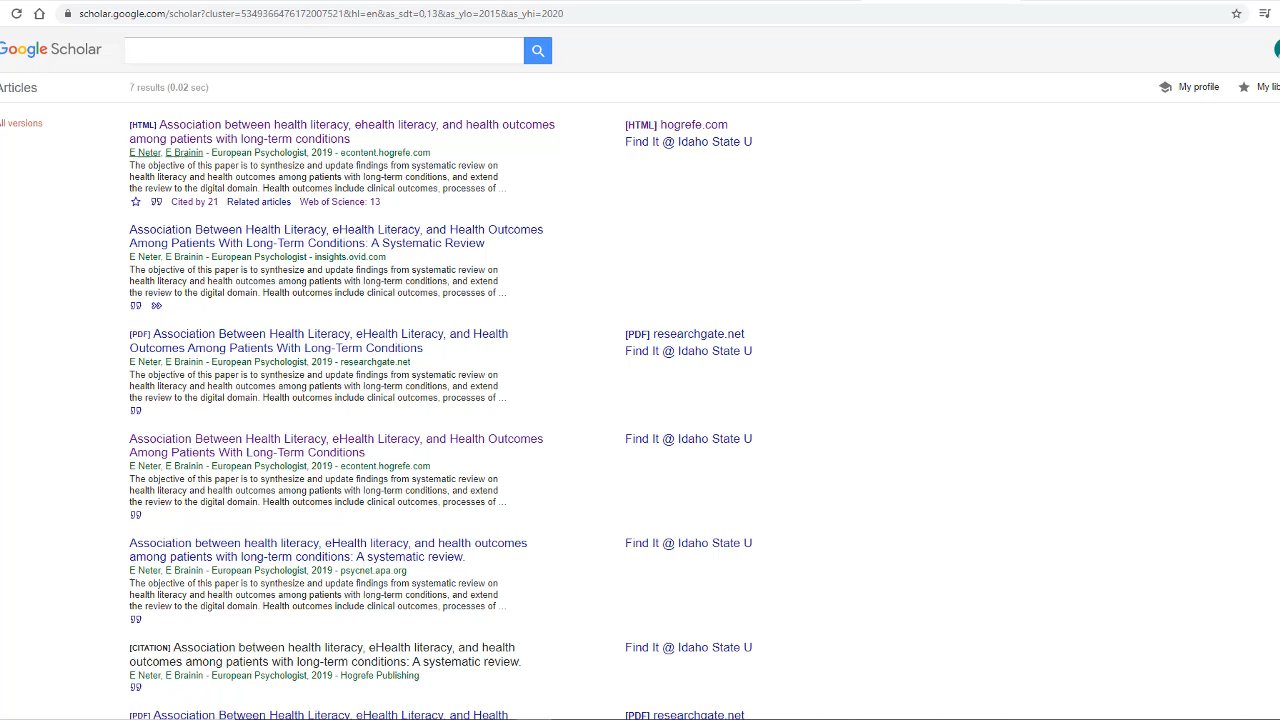 scholar.google.com/scholar?cluster=5349366476172007521&hl=en&as_sdt=0,13&as_ylo=2015&as_yhi=2020
Google Scholar
Articles
7 results (0.02 sec)
My profile
My lib
All versions
[HTML] Association between health literacy, ehealth literacy, and health outcomes
among patients with long-term conditions
E Neter, E Brainin - European Psychologist, 2019 - econtent.hogrefe.com
The objective of this paper is to synthesize and update findings from systematic review on
health literacy and health outcomes among patients with long-term conditions, and extend
the review to the digital domain. Health outcomes include clinical outcomes, processes of ...
Cited by 21 Related articles Web of Science: 13
[HTML] hogrefe.com
Find It @ Idaho State U
Association Between Health Literacy, eHealth Literacy, and Health Outcomes
Among Patients With Long-Term Conditions: A Systematic Review
E Neter, E Brainin - European Psychologist - insights.ovid.com
The objective of this paper is to synthesize and update findings from systematic review on
health literacy and health outcomes among patients with long-term conditions, and extend
the review to the digital domain. Health outcomes include clinical outcomes, processes of ...
[PDF] Association Between Health Literacy, eHealth Literacy, and Health
Outcomes Among Patients With Long-Term Conditions
E Neter, E Brainin - European Psychologist, 2019 - researchgate.net
The objective of this paper is to synthesize and update findings from systematic review on
health literacy and health outcomes among patients with long-term conditions, and extend
the review to the digital domain. Health outcomes include clinical outcomes, processes of ...
[PDF] researchgate.net
Find It @ Idaho State U
Association Between Health Literacy, eHealth Literacy, and Health Outcomes
Among Patients With Long-Term Conditions
E Neter, E Brainin - European Psychologist, 2019 - econtent.hogrefe.com
The objective of this paper is to synthesize and update findings from systematic review on
health literacy and health outcomes among patients with long-term conditions, and extend
the review to the digital domain. Health outcomes include clinical outcomes, processes of ...
Find It @ Idaho State U
Association between health literacy, eHealth literacy, and health outcomes
among patients with long-term conditions: A systematic review.
E Neter, E Brainin - European Psychologist, 2019 - psycnet.apa.org
The objective of this paper is to synthesize and update findings from systematic review on
health literacy and health outcomes among patients with long-term conditions, and extend
the review to the digital domain. Health outcomes include clinical outcomes, processes of ...
Find It @ Idaho State U
[CITATION] Association between health literacy, eHealth literacy, and health
outcomes among patients with long-term conditions: A systematic review.
E Neter, E Brainin - European Psychologist, 2019 - Hogrefe Publishing
Find It @ Idaho State U
[PDF] Association Between Health Literacy, eHealth Literacy, and Health
[PDF] researchgate.net